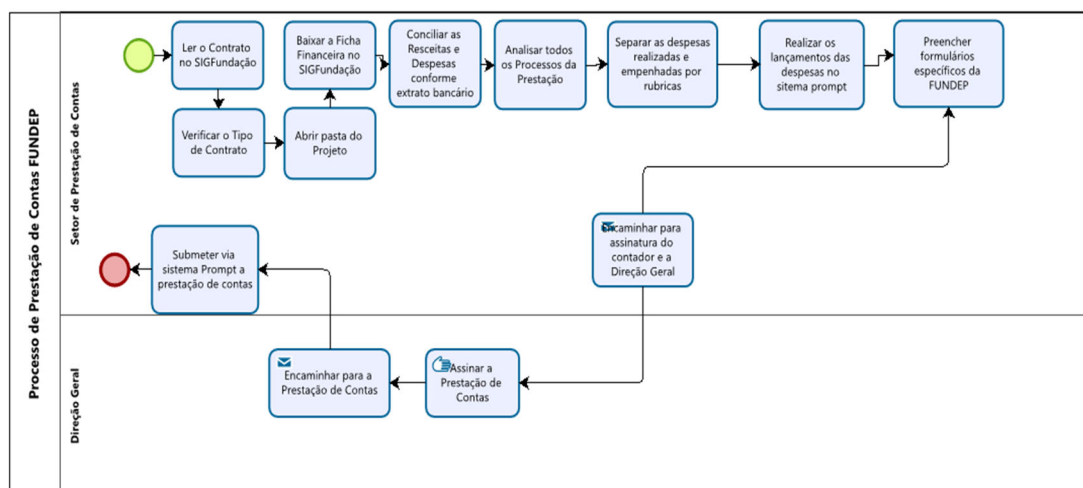 Processo de Prestação de Contas FUNDEP
Setor de Prestação de Contas
Ler o Contrato
no SIGFundação
Verificar o Tipo
de Contrato
Baixar a Ficha
Financeira no
SIGFundação
Abrir pasta do
Projeto
Conciliar as
Resceitas e
Despesas
conforme
extrato bancário
Analisar todos
os Processos da
Prestação
Separar as despesas
realizadas e
empenhadas por
rubricas
Realizar os
lançamentos das
despesas no
sitema prompt
Preencher
formulários
específicos da
FUNDEP
Encaminhar para
assinatura do
contador e a
Direção Geral
Submeter via
sistema Prompt a
prestação de contas
Direção Geral
Encaminhar para a
Prestação de Contas
Assinar a
Prestação de
Contas